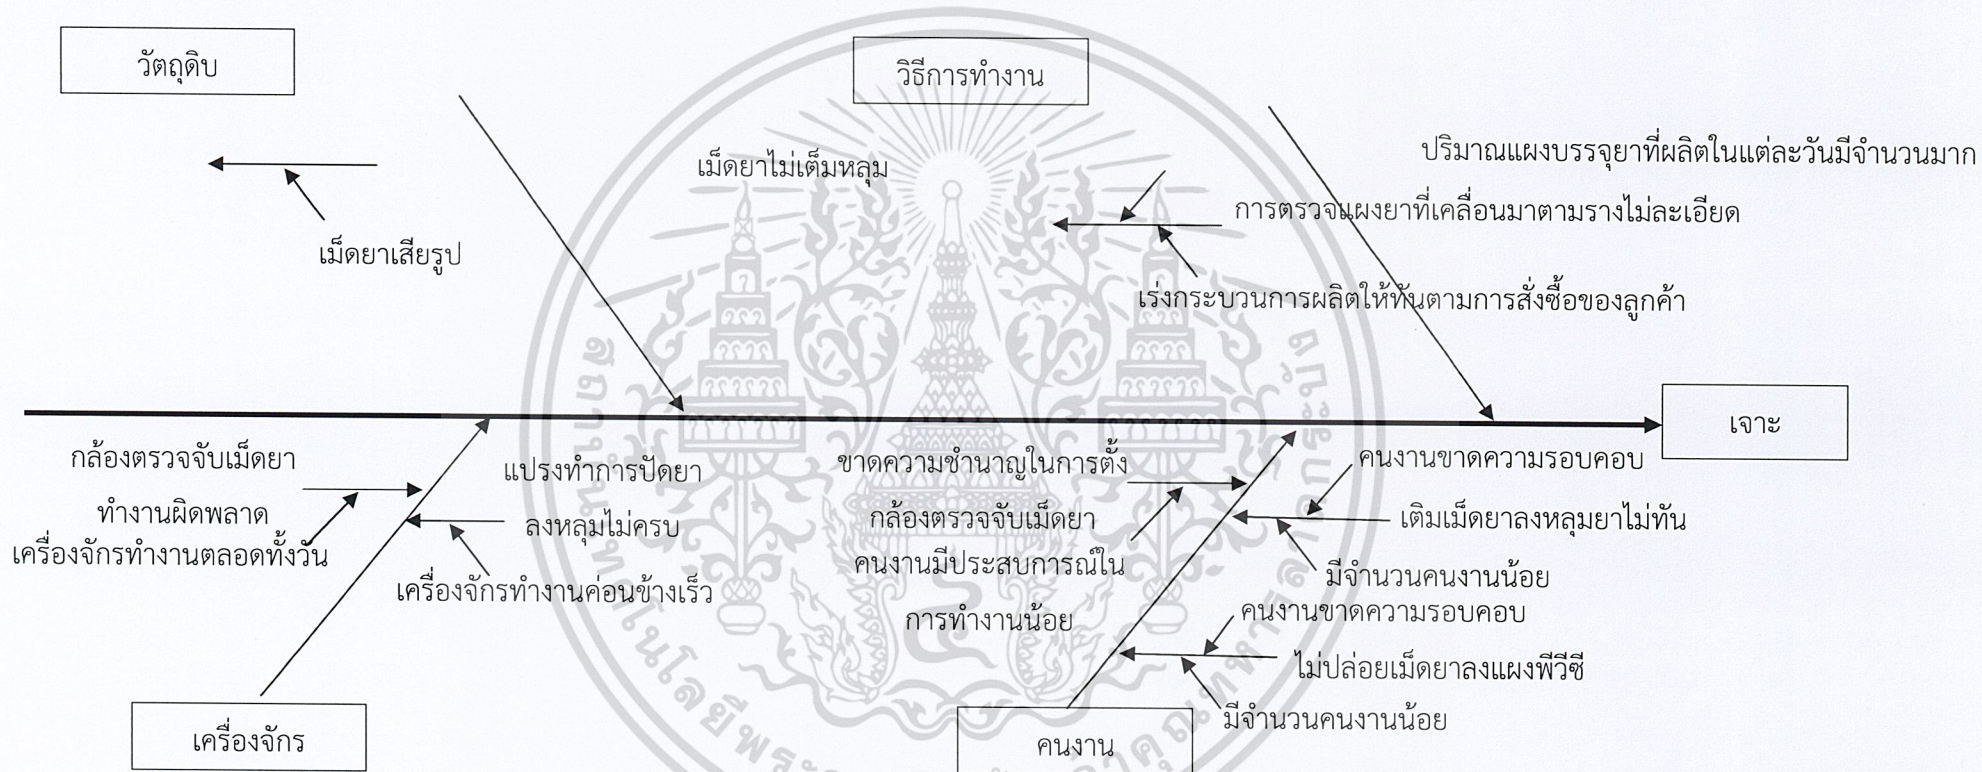 วัตถุดิบ
วิธีการทำงาน
ปริมาณแผงบรรจุยาที่ผลิตในแต่ละวันมีจำนวนมาก
เม็ดยาไม่เต็มหลุม
การตรวจแผงยาที่เคลื่อนมาตามรางไม่ละเอียด
เม็ดยาเสียรูป
เร่งกระบวนการผลิตให้ทันตามการสั่งซื้อของลูกค้า
เจาะ
กล้องตรวจจับเม็ดยา
ทำงานผิดพลาด
เครื่องจักรทำงานตลอดทั้งวัน
แปรงทำการปัดยา
ลงหลุมไม่ครบ
เครื่องจักรทำงานค่อนข้างเร็ว
ขาดความชำนาญในการตั้ง
กล้องตรวจจับเม็ดยา
คนงานมีประสบการณ์ใน
การทำงานน้อย
คนงานขาดความรอบคอบ
เติมเม็ดยาลงหลุมยาไม่ทัน
มีจำนวนคนงานน้อย
คนงานขาดความรอบคอบ
ไม่ปล่อยเม็ดยาลงแผงพีวีซี
มีจำนวนคนงานน้อย
เครื่องจักร
คนงาน